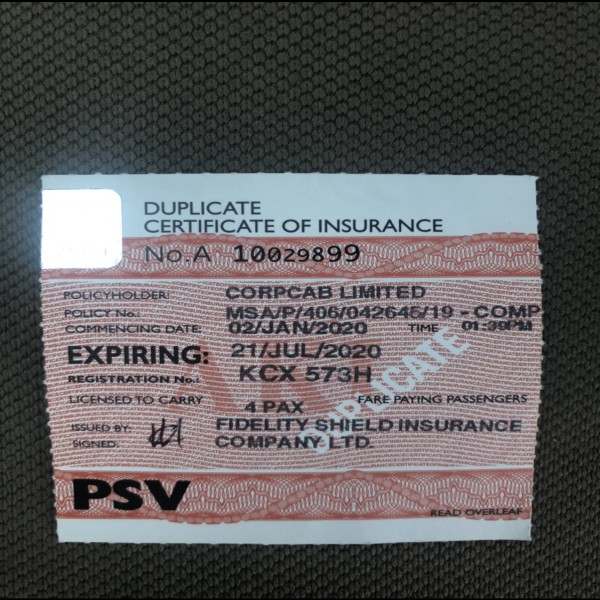 DUPLICATE
CERTIFICATE OF INSURANCE
No.A 10029899
POLICYHOLDER: CORPCAB LIMITED
POLICY No.: MSA/P/406/042645/19 - COMP
COMMENCING DATE: 02/JAN/2020 TIME 01:39PM
EXPIRING: 21/JUL/2020
REGISTRATION No.: KCX 573H
LICENSED TO CARRY 4 PAX FARE PAYING PASSENGERS
ISSUED BY: FIDELITY SHIELD INSURANCE
SIGNED: COMPANY LTD.
DUPLICATE
PSV
READ OVERLEAF